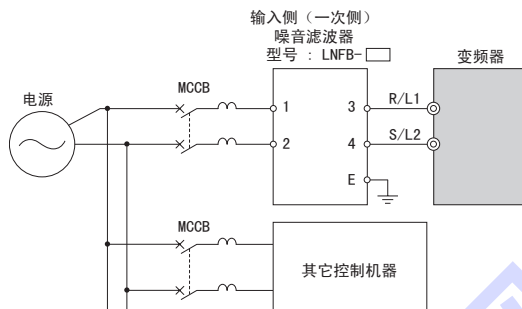 输入侧（一次侧）
噪音滤波器
型号 : LNFB-
变频器
电源
MCCB
1
3
R/L1
2
4
S/L2
E
MCCB
其它控制机器